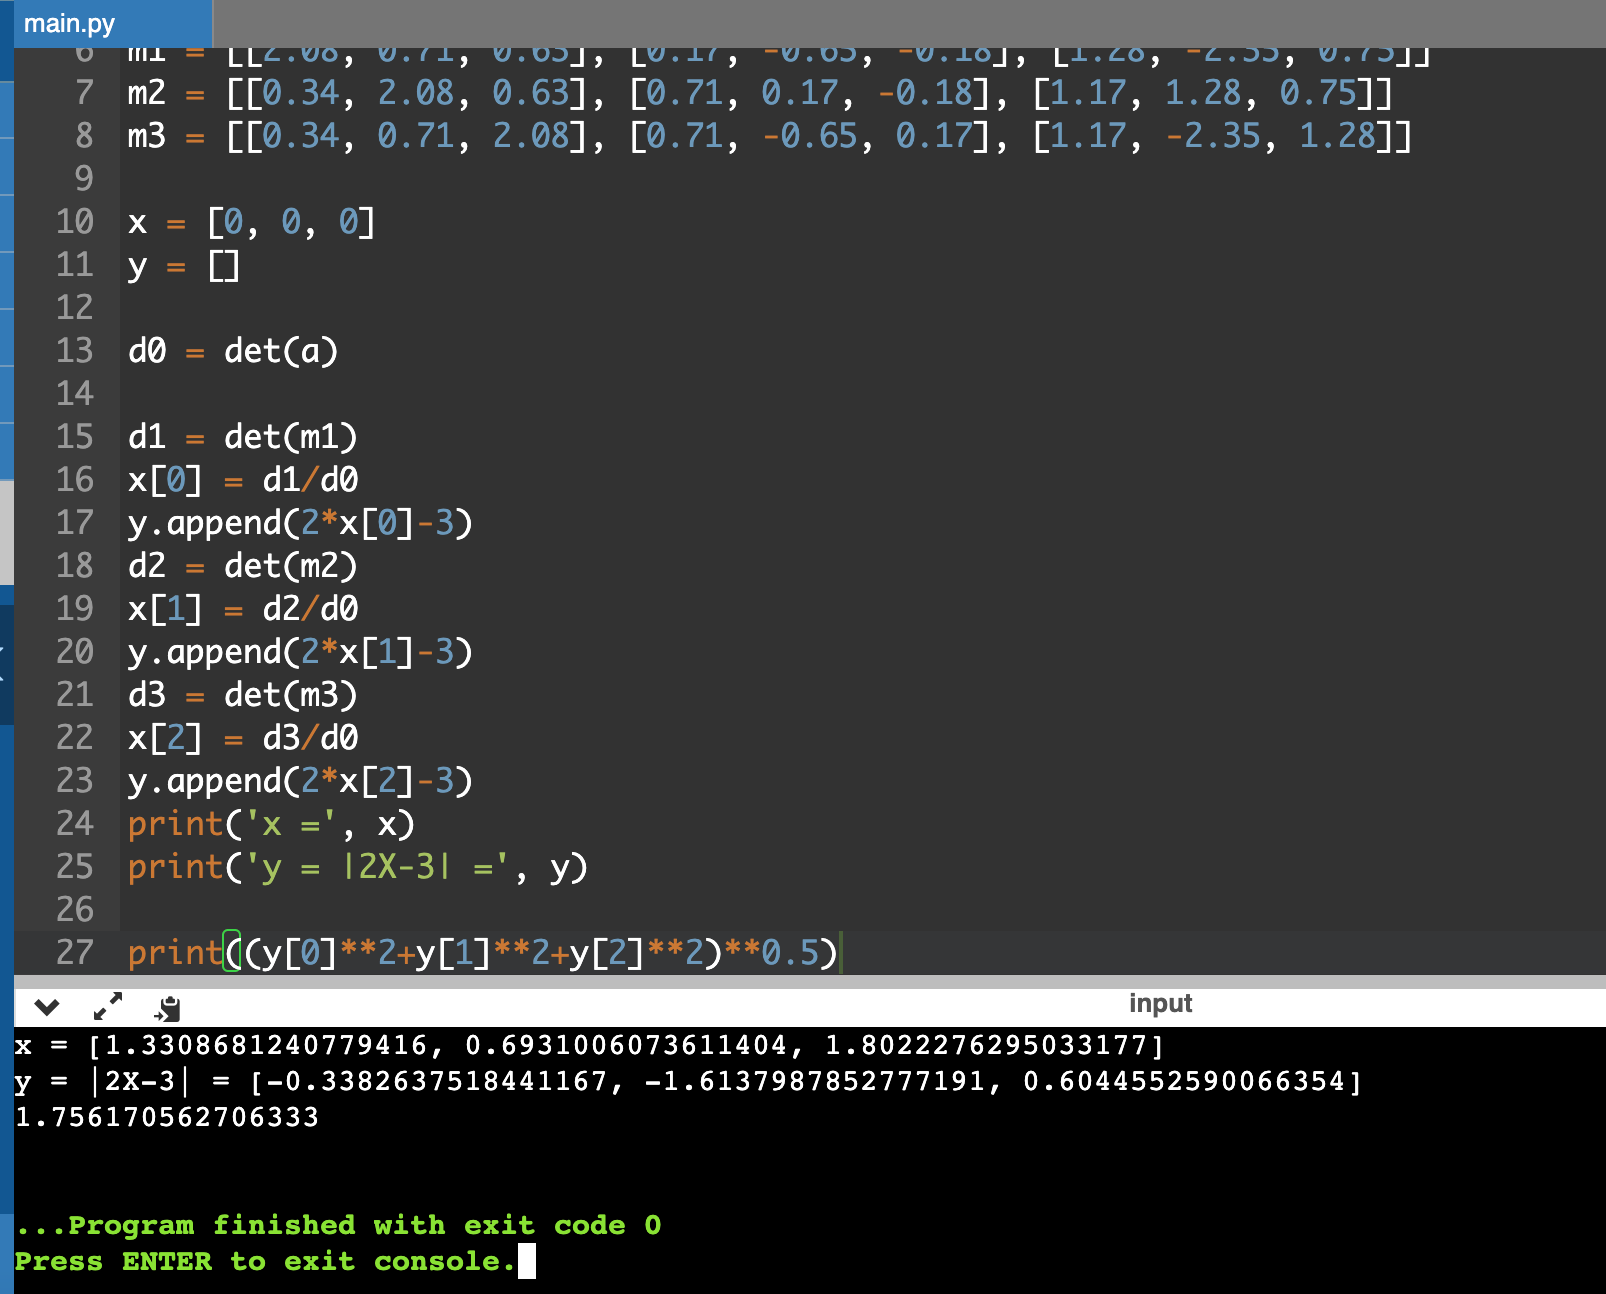 main.py
6 m1 = [[2.08, 0.71, 0.63], [0.17, -0.65, -0.18], [1.28, -2.35, 0.75]]
7 m2 = [[0.34, 2.08, 0.63], [0.71, 0.17, -0.18], [1.17, 1.28, 0.75]]
8 m3 = [[0.34, 0.71, 2.08], [0.71, -0.65, 0.17], [1.17, -2.35, 1.28]]
9
10 x = [0, 0, 0]
11 y = []
12
13 d0 = det(a)
14
15 d1 = det(m1)
16 x[0] = d1/d0
17 y.append(2*x[0]-3)
18 d2 = det(m2)
19 x[1] = d2/d0
20 y.append(2*x[1]-3)
21 d3 = det(m3)
22 x[2] = d3/d0
23 y.append(2*x[2]-3)
24 print('x =', x)
25 print('y = |2X-3| =', y)
26
27 print((y[0]**2+y[1]**2+y[2]**2)**0.5)
input
x = [1.3308681240779416, 0.6931006073611404, 1.8022276295033177]
y = |2X-3| = [-0.3382637518441167, -1.6137987852777191, 0.6044552590066354]
1.756170562706333
...Program finished with exit code 0
Press ENTER to exit console.